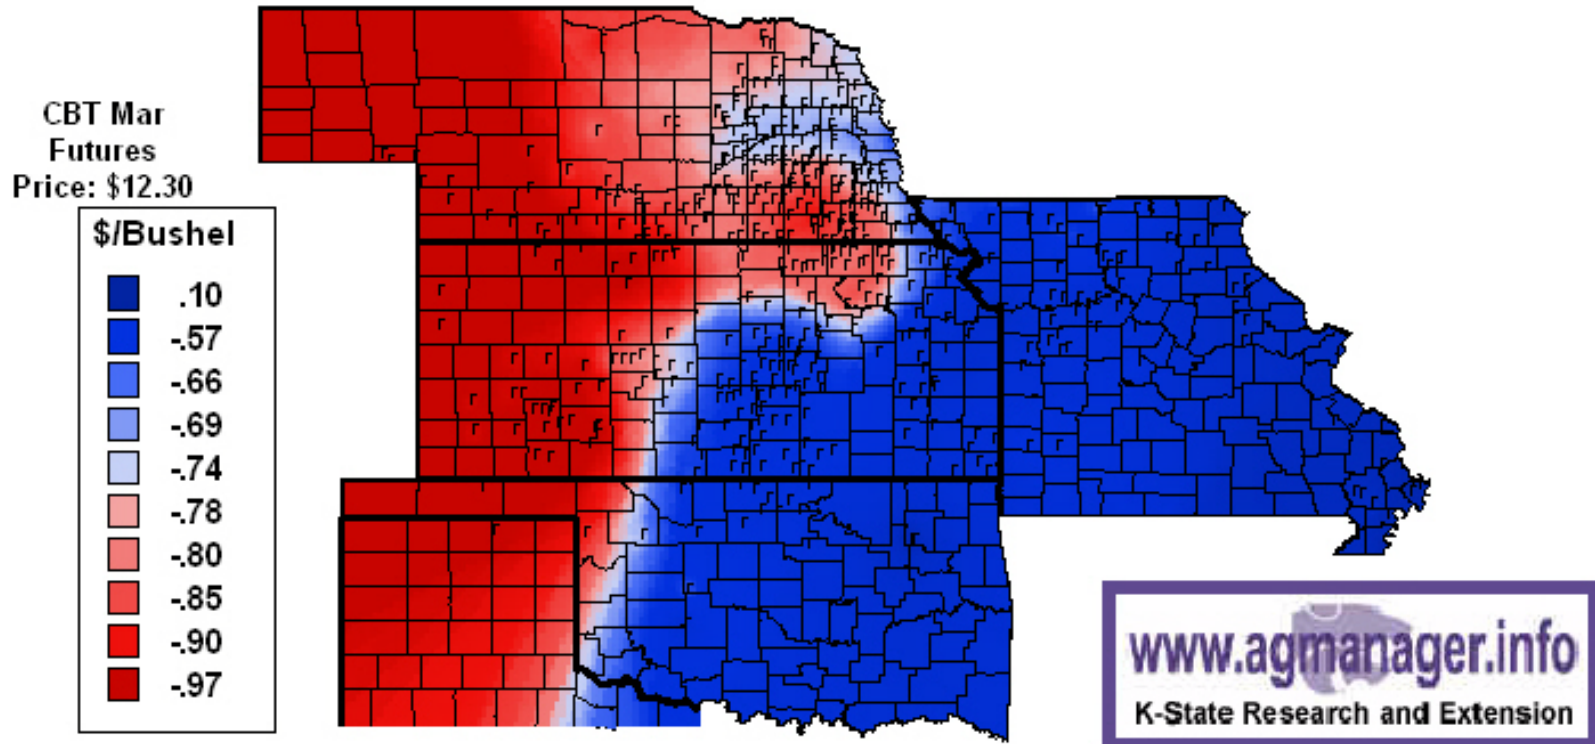 CBT Mar
Futures
Price: $12.30
$/Bushel
.10
-.57
-.66
-.69
-.74
-.78
-.80
-.85
-.90
-.97
www.agmanager.info
K-State Research and Extension